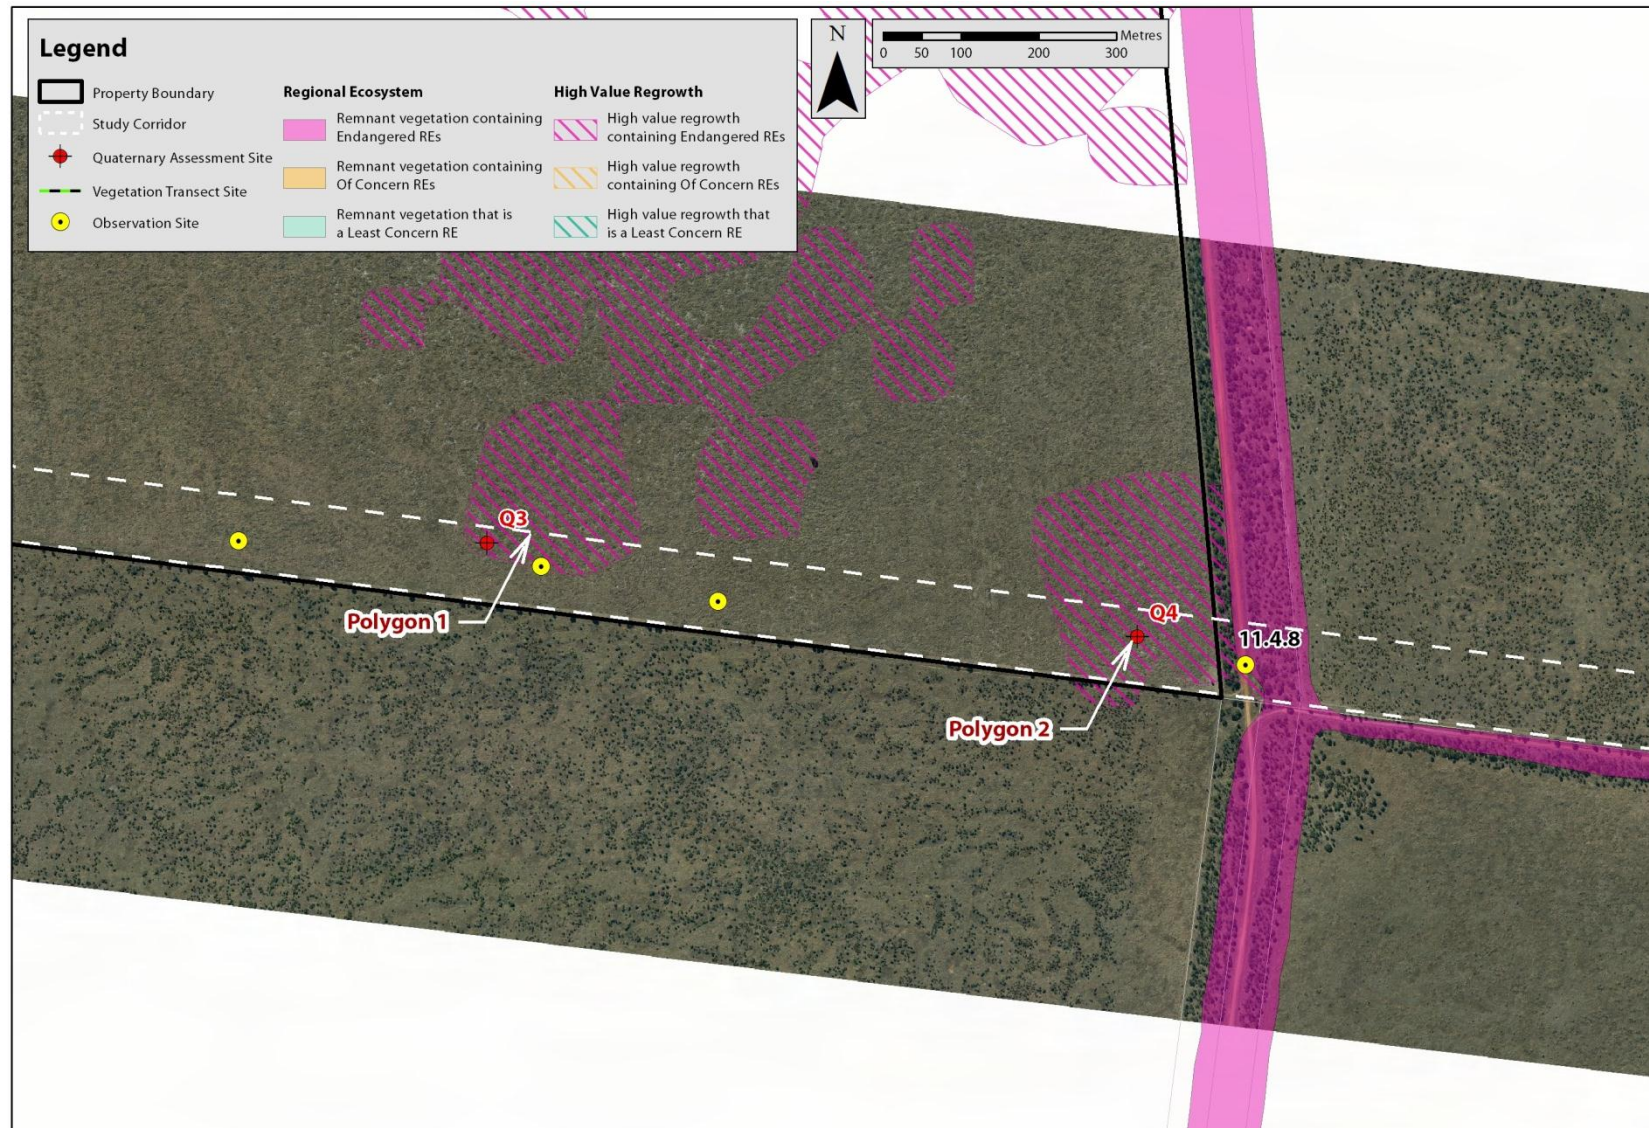 Legend
Property Boundary
Study Corridor
Quaternary Assessment Site
Vegetation Transect Site
Observation Site
Regional Ecosystem
Remnant vegetation containing
Endangered REs
Remnant vegetation containing
Of Concern REs
Remnant vegetation that is
a Least Concern RE
High Value Regrowth
High value regrowth
containing Endangered REs
High value regrowth
containing Of Concern REs
High value regrowth that
is a Least Concern RE
N
Metres
0 50 100 200 300
Q3
Polygon 1
Q4
11.4.8
Polygon 2